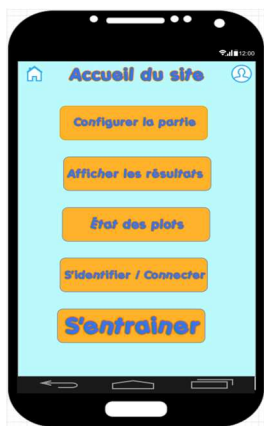 12:00
Accueil du site
Configurer la partie
Afficher les résultats
État des plots
S'identifier / Connecter
S'entrainer